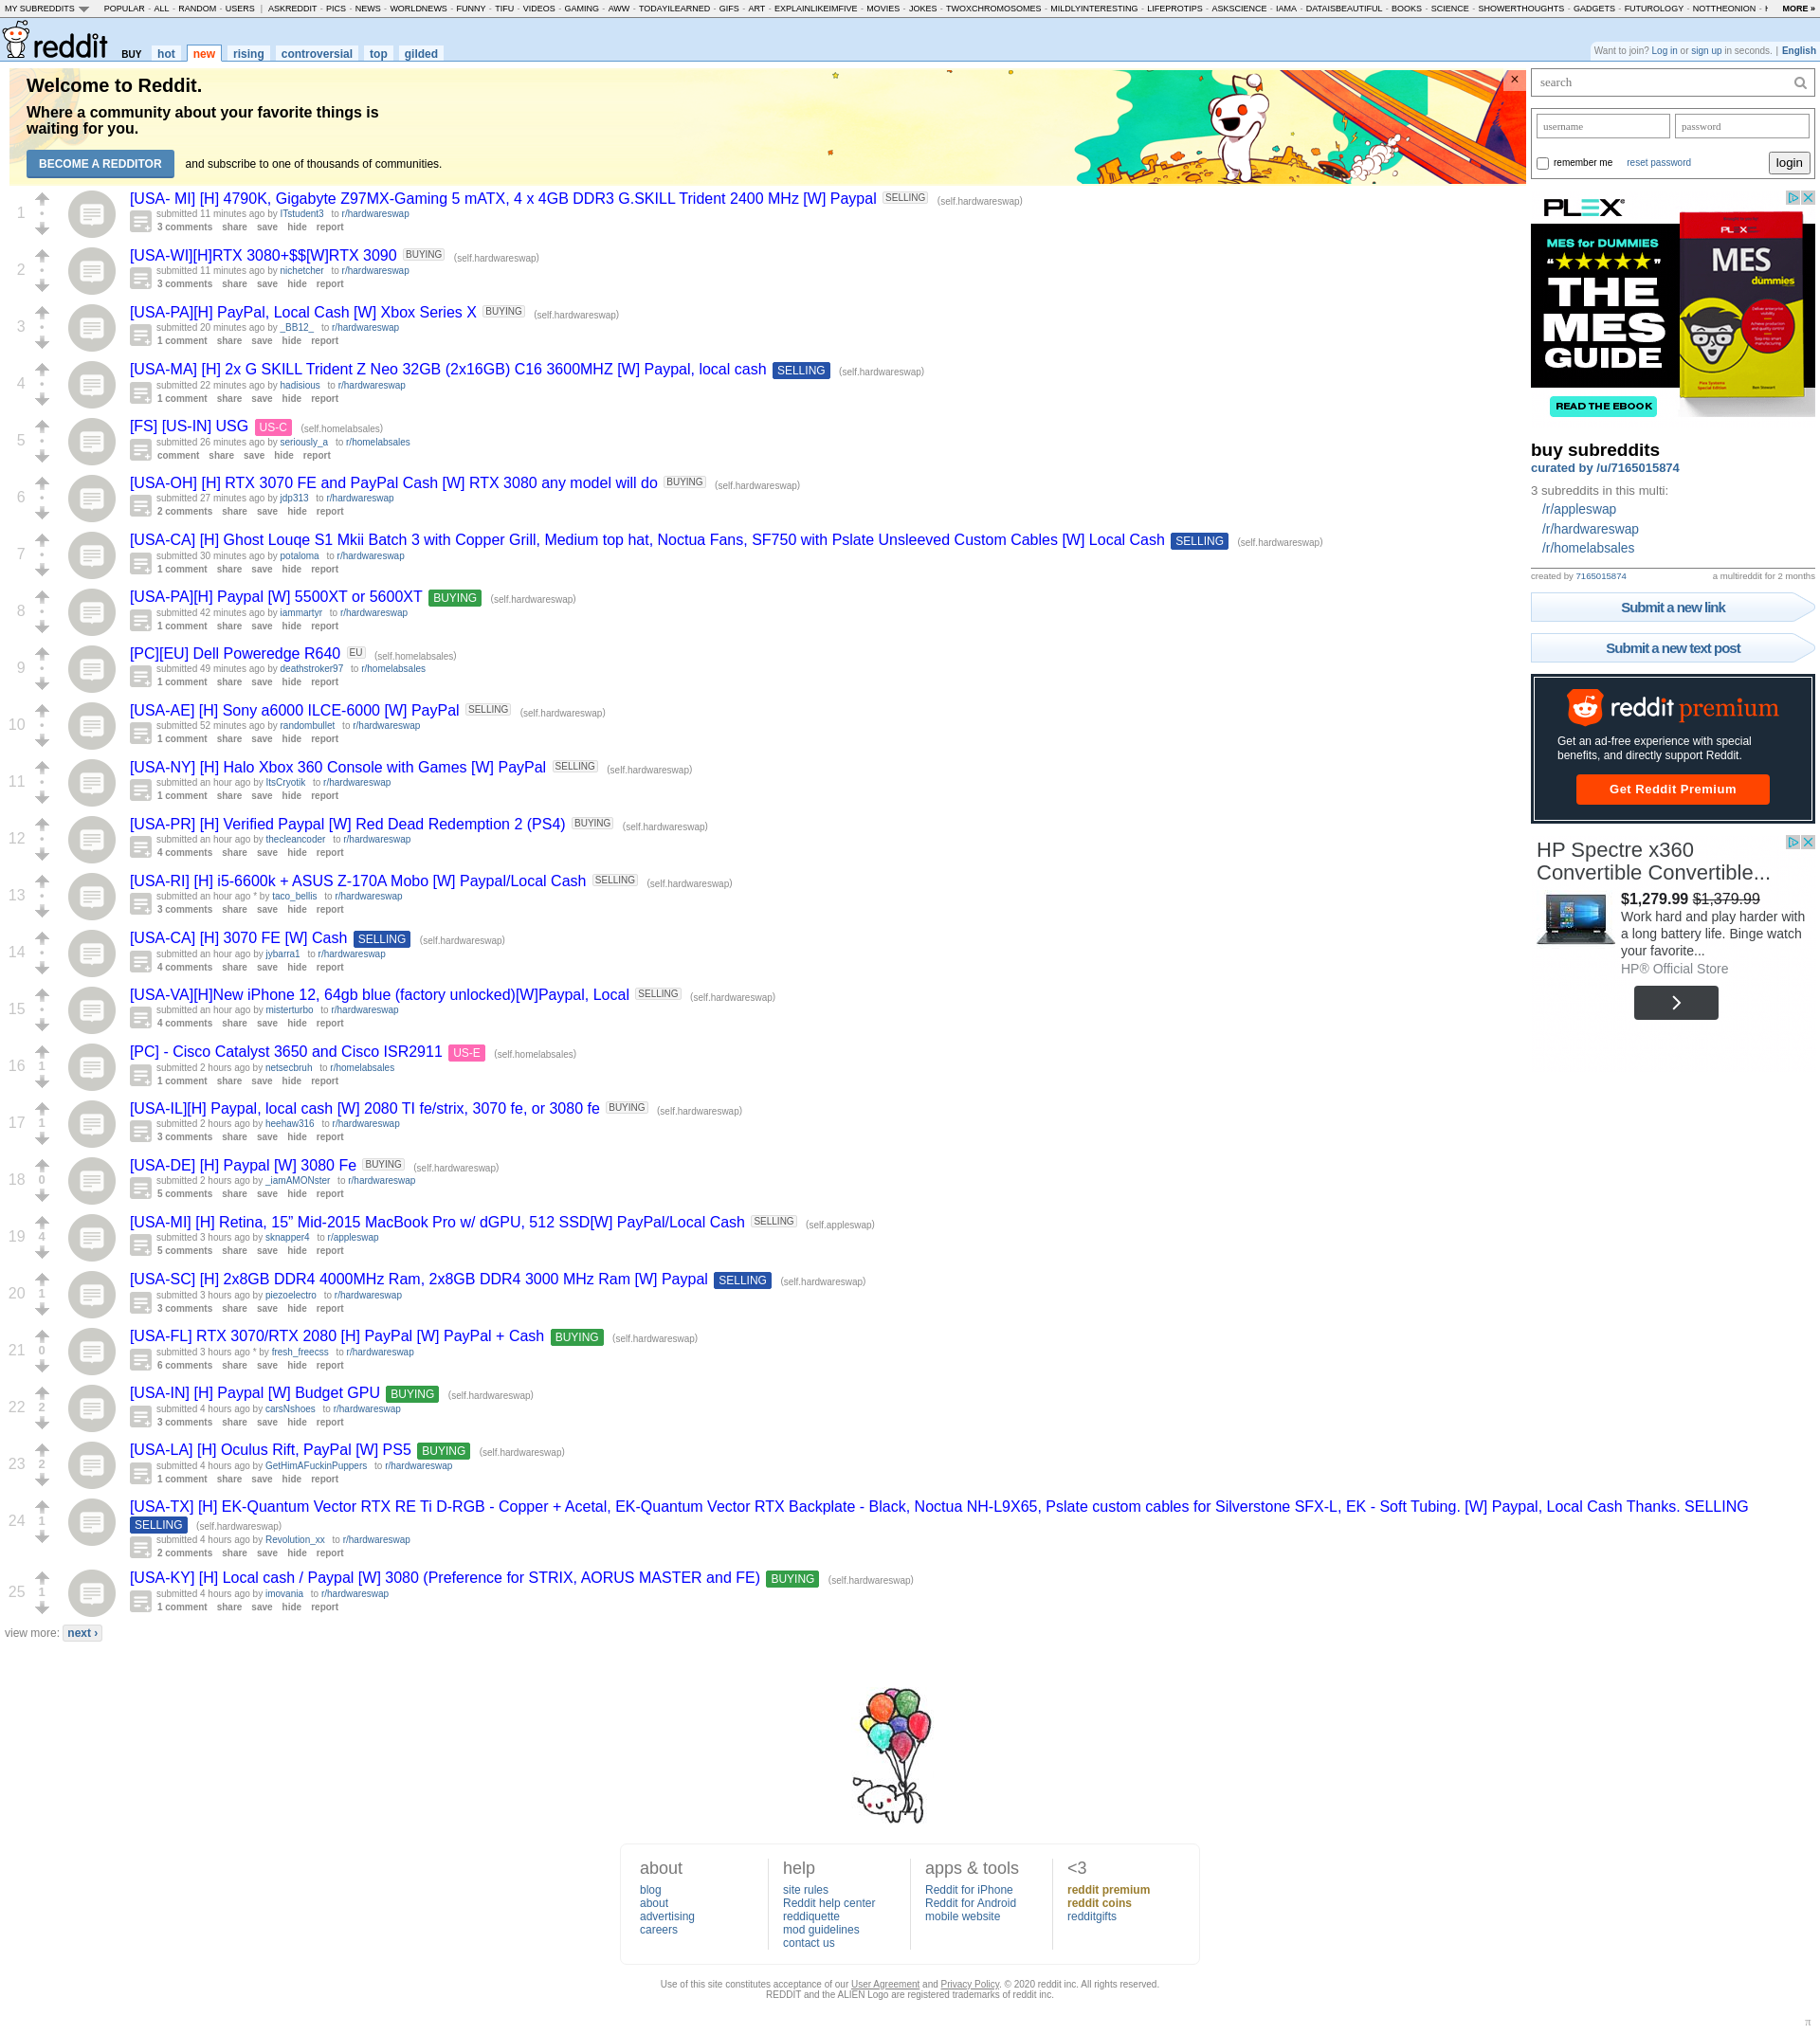 MY SUBREDDITS POPULAR - ALL - RANDOM - USERS | ASKREDDIT - PICS - NEWS - WORLDNEWS - FUNNY - TIFU - VIDEOS - GAMING - AWW - TODAYILEARNED - GIFS - ART - EXPLAINLIKEIMFIVE - MOVIES - JOKES - TWOXCHROMOSOMES - MILDLYINTERESTING - LIFEPROTIPS - ASKSCIENCE - IAMA - DATAISBEAUTIFUL - BOOKS - SCIENCE - SHOWERTHOUGHTS - GADGETS - FUTUROLOGY - NOTTHEONION - MORE »
reddit BUY hot new rising controversial top gilded
Want to join? Log in or sign up in seconds. | English
Welcome to Reddit.
Where a community about your favorite things is
waiting for you.
BECOME A REDDITOR and subscribe to one of thousands of communities.
×
1
[USA- MI] [H] 4790K, Gigabyte Z97MX-Gaming 5 mATX, 4 x 4GB DDR3 G.SKILL Trident 2400 MHz [W] Paypal SELLING (self.hardwareswap)
submitted 11 minutes ago by ITstudent3 to r/hardwareswap
3 comments share save hide report
2
[USA-WI][H]RTX 3080+$$[W]RTX 3090 BUYING (self.hardwareswap)
submitted 11 minutes ago by nichetcher to r/hardwareswap
3 comments share save hide report
3
[USA-PA][H] PayPal, Local Cash [W] Xbox Series X BUYING (self.hardwareswap)
submitted 20 minutes ago by _BB12_ to r/hardwareswap
1 comment share save hide report
4
[USA-MA] [H] 2x G SKILL Trident Z Neo 32GB (2x16GB) C16 3600MHZ [W] Paypal, local cash SELLING (self.hardwareswap)
submitted 22 minutes ago by hadisious to r/hardwareswap
1 comment share save hide report
5
[FS] [US-IN] USG US-C (self.homelabsales)
submitted 26 minutes ago by seriously_a to r/homelabsales
comment share save hide report
6
[USA-OH] [H] RTX 3070 FE and PayPal Cash [W] RTX 3080 any model will do BUYING (self.hardwareswap)
submitted 27 minutes ago by jdp313 to r/hardwareswap
2 comments share save hide report
7
[USA-CA] [H] Ghost Louqe S1 Mkii Batch 3 with Copper Grill, Medium top hat, Noctua Fans, SF750 with Pslate Unsleeved Custom Cables [W] Local Cash SELLING (self.hardwareswap)
submitted 30 minutes ago by potaloma to r/hardwareswap
1 comment share save hide report
8
[USA-PA][H] Paypal [W] 5500XT or 5600XT BUYING (self.hardwareswap)
submitted 42 minutes ago by iammartyr to r/hardwareswap
1 comment share save hide report
9
[PC][EU] Dell Poweredge R640 EU (self.homelabsales)
submitted 49 minutes ago by deathstroker97 to r/homelabsales
1 comment share save hide report
10
[USA-AE] [H] Sony a6000 ILCE-6000 [W] PayPal SELLING (self.hardwareswap)
submitted 52 minutes ago by randombullet to r/hardwareswap
1 comment share save hide report
11
[USA-NY] [H] Halo Xbox 360 Console with Games [W] PayPal SELLING (self.hardwareswap)
submitted an hour ago by ItsCryotik to r/hardwareswap
1 comment share save hide report
12
[USA-PR] [H] Verified Paypal [W] Red Dead Redemption 2 (PS4) BUYING (self.hardwareswap)
submitted an hour ago by thecleancoder to r/hardwareswap
4 comments share save hide report
13
[USA-RI] [H] i5-6600k + ASUS Z-170A Mobo [W] Paypal/Local Cash SELLING (self.hardwareswap)
submitted an hour ago * by taco_bellis to r/hardwareswap
3 comments share save hide report
14
[USA-CA] [H] 3070 FE [W] Cash SELLING (self.hardwareswap)
submitted an hour ago by jybarra1 to r/hardwareswap
4 comments share save hide report
15
[USA-VA][H]New iPhone 12, 64gb blue (factory unlocked)[W]Paypal, Local SELLING (self.hardwareswap)
submitted an hour ago by misterturbo to r/hardwareswap
4 comments share save hide report
16 1
[PC] - Cisco Catalyst 3650 and Cisco ISR2911 US-E (self.homelabsales)
submitted 2 hours ago by netsecbruh to r/homelabsales
1 comment share save hide report
17 1
[USA-IL][H] Paypal, local cash [W] 2080 TI fe/strix, 3070 fe, or 3080 fe BUYING (self.hardwareswap)
submitted 2 hours ago by heehaw316 to r/hardwareswap
3 comments share save hide report
18 0
[USA-DE] [H] Paypal [W] 3080 Fe BUYING (self.hardwareswap)
submitted 2 hours ago by _iamAMONster to r/hardwareswap
5 comments share save hide report
19 4
[USA-MI] [H] Retina, 15” Mid-2015 MacBook Pro w/ dGPU, 512 SSD[W] PayPal/Local Cash SELLING (self.appleswap)
submitted 3 hours ago by sknapper4 to r/appleswap
5 comments share save hide report
20 1
[USA-SC] [H] 2x8GB DDR4 4000MHz Ram, 2x8GB DDR4 3000 MHz Ram [W] Paypal SELLING (self.hardwareswap)
submitted 3 hours ago by piezoelectro to r/hardwareswap
3 comments share save hide report
21 0
[USA-FL] RTX 3070/RTX 2080 [H] PayPal [W] PayPal + Cash BUYING (self.hardwareswap)
submitted 3 hours ago * by fresh_freecss to r/hardwareswap
6 comments share save hide report
22 2
[USA-IN] [H] Paypal [W] Budget GPU BUYING (self.hardwareswap)
submitted 4 hours ago by carsNshoes to r/hardwareswap
3 comments share save hide report
23 2
[USA-LA] [H] Oculus Rift, PayPal [W] PS5 BUYING (self.hardwareswap)
submitted 4 hours ago by GetHimAFuckinPuppers to r/hardwareswap
1 comment share save hide report
24 1
[USA-TX] [H] EK-Quantum Vector RTX RE Ti D-RGB - Copper + Acetal, EK-Quantum Vector RTX Backplate - Black, Noctua NH-L9X65, Pslate custom cables for Silverstone SFX-L, EK - Soft Tubing. [W] Paypal, Local Cash Thanks. SELLING
SELLING (self.hardwareswap)
submitted 4 hours ago by Revolution_xx to r/hardwareswap
2 comments share save hide report
25 1
[USA-KY] [H] Local cash / Paypal [W] 3080 (Preference for STRIX, AORUS MASTER and FE) BUYING (self.hardwareswap)
submitted 4 hours ago by imovania to r/hardwareswap
1 comment share save hide report
view more: next ›
search
username password
remember me reset password login
PLEX
MES for DUMMIES
“★★★★★”
THE
MES
GUIDE
READ THE EBOOK
PLEX
MES
dummies
Plex Systems
Special Edition
buy subreddits
curated by /u/7165015874
3 subreddits in this multi:
/r/appleswap
/r/hardwareswap
/r/homelabsales
created by 7165015874 a multireddit for 2 months
Submit a new link
Submit a new text post
reddit premium
Get an ad-free experience with special
benefits, and directly support Reddit.
Get Reddit Premium
HP Spectre x360
Convertible Convertible...
$1,279.99 $1,379.99
Work hard and play harder with
a long battery life. Binge watch
your favorite...
HP® Official Store
about
blog
about
advertising
careers
help
site rules
Reddit help center
reddiquette
mod guidelines
contact us
apps & tools
Reddit for iPhone
Reddit for Android
mobile website
<3
reddit premium
reddit coins
redditgifts
Use of this site constitutes acceptance of our User Agreement and Privacy Policy. © 2020 reddit inc. All rights reserved.
REDDIT and the ALIEN Logo are registered trademarks of reddit inc.
π